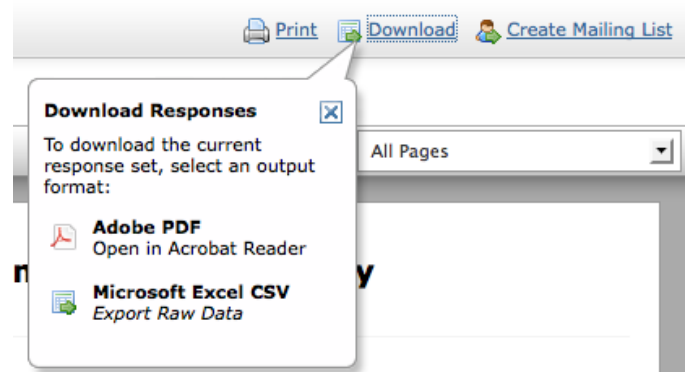 Print Download Create Mailing List
Download Responses
To download the current
response set, select an output
format:
All Pages
Adobe PDF
Open in Acrobat Reader
Microsoft Excel CSV
Export Raw Data